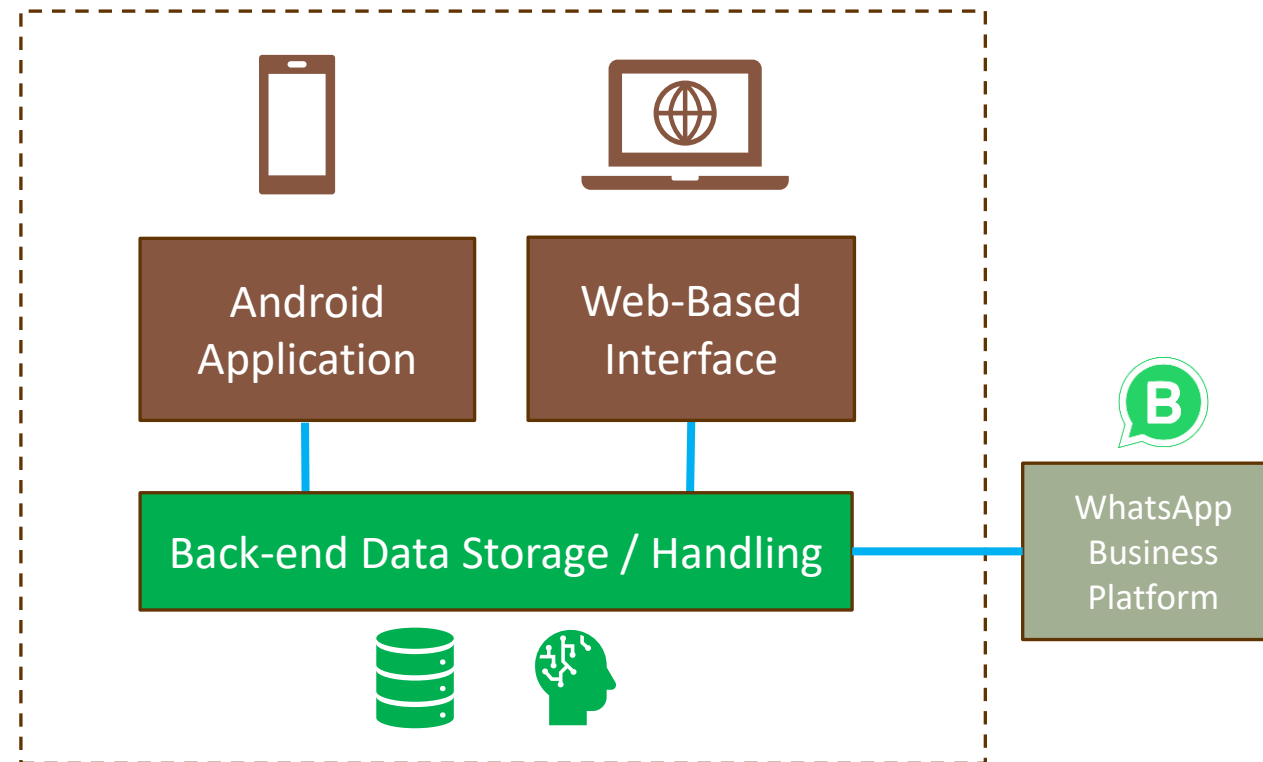 Android
Application
Web-Based
Interface
Back-end Data Storage / Handling
B
WhatsApp
Business
Platform